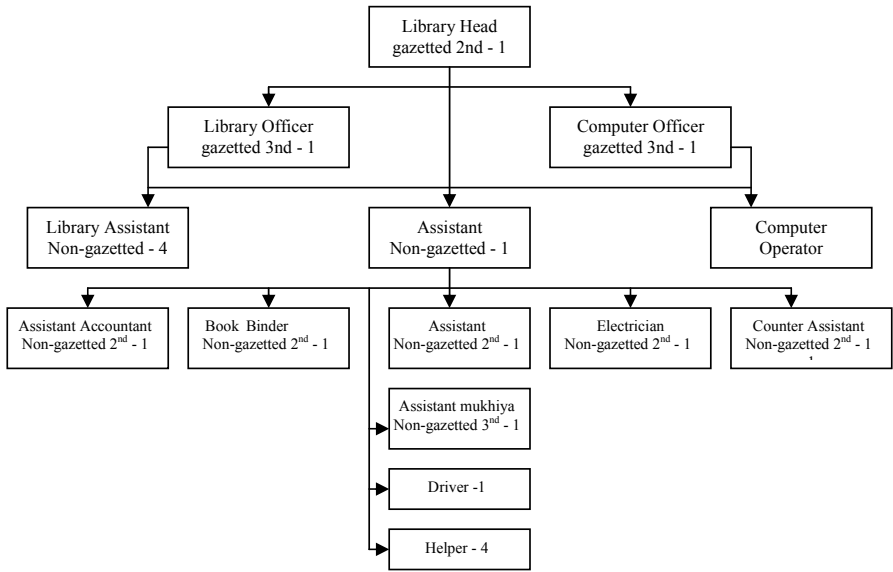 Library Head
gazetted 2nd - 1
Library Officer
gazetted 3nd - 1
Computer Officer
gazetted 3nd - 1
Library Assistant
Non-gazetted - 4
Assistant
Non-gazetted - 1
Computer
Operator
Assistant Accountant
Non-gazetted 2nd - 1
Book Binder
Non-gazetted 2nd - 1
Assistant
Non-gazetted 2nd - 1
Electrician
Non-gazetted 2nd - 1
Counter Assistant
Non-gazetted 2nd - 1
Assistant mukhiya
Non-gazetted 3nd - 1
Driver -1
Helper - 4